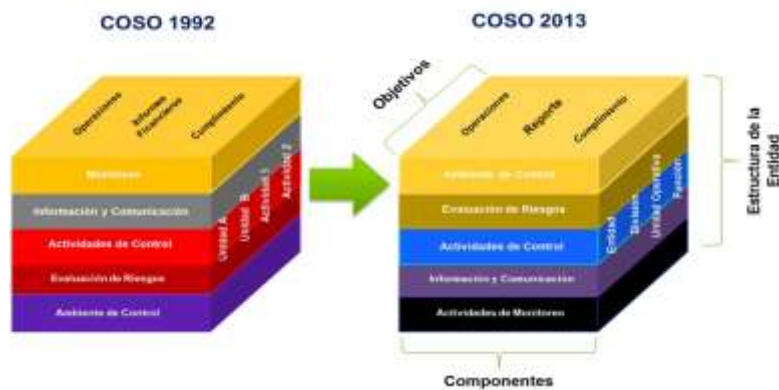 COSO 1992
Operaciones
Informes
Financieros
Cumplimiento
Monitoreo
Información y Comunicación
Actividades de Control
Evaluación de Riesgos
Ambiente de Control
Unidad A
Unidad B
Actividad 1
Actividad 2
COSO 2013
Objetivos
Operaciones
Reporte
Cumplimiento
Ambiente de Control
Evaluación de Riesgos
Actividades de Control
Información y Comunicación
Actividades de Monitoreo
Entidad
División
Unidad Operativa
Función
Estructura de la
Entidad
Componentes